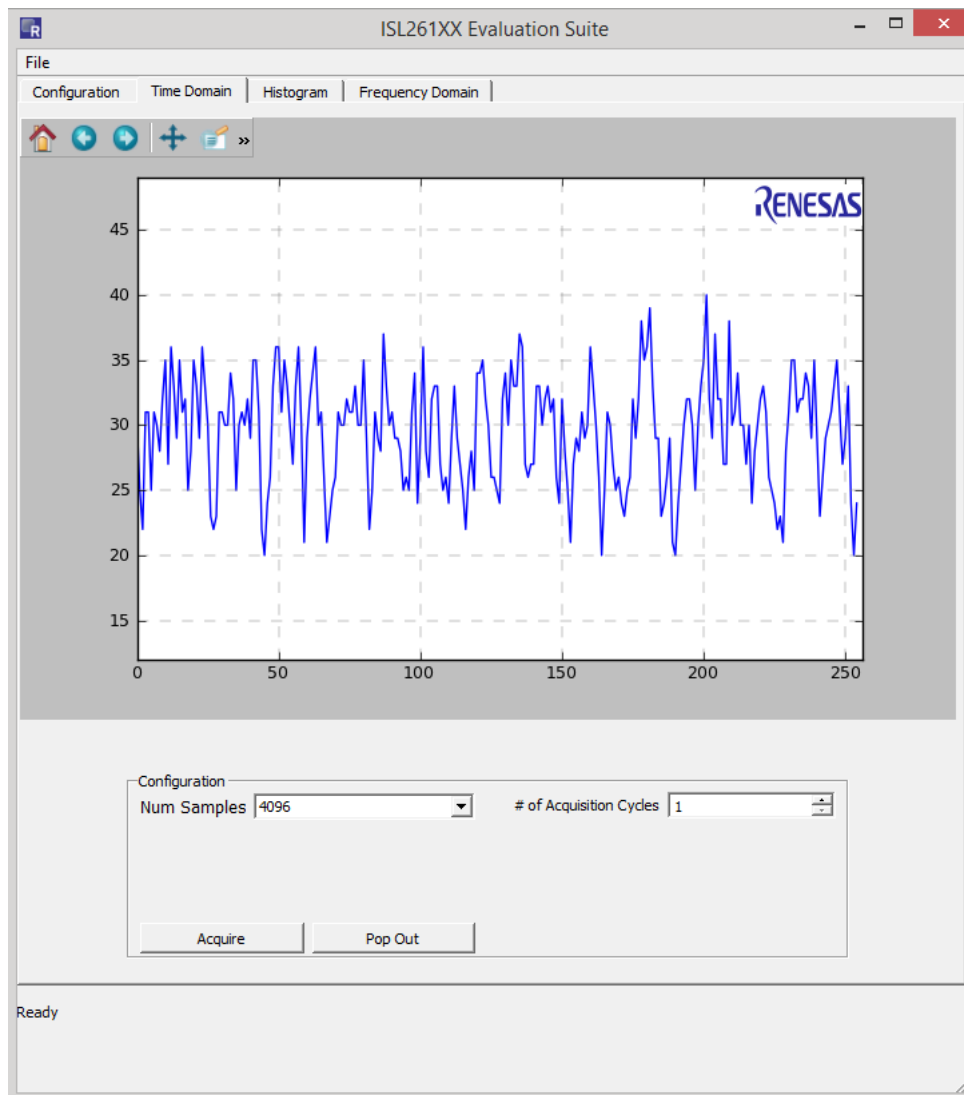 R
ISL261XX Evaluation Suite
File
Configuration Time Domain Histogram Frequency Domain
»
RENESAS
45
40
35
30
25
20
15
0 50 100 150 200 250
Configuration
Num Samples 4096 # of Acquisition Cycles 1
Acquire Pop Out
Ready